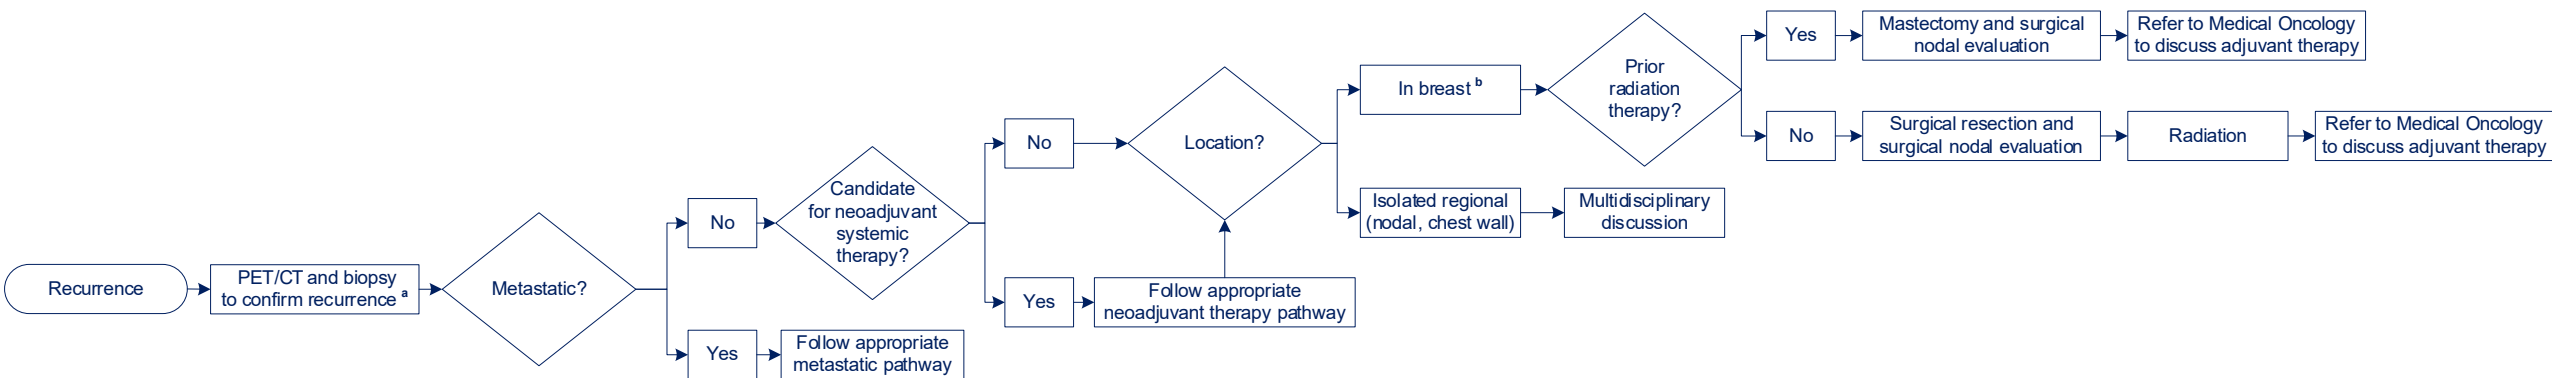 Recurrence
PET/CT and biopsy
to confirm recurrence a
Metastatic?
No
Yes
Follow appropriate
metastatic pathway
Candidate
for neoadjuvant
systemic
therapy?
No
Yes
Follow appropriate
neoadjuvant therapy pathway
Location?
In breast b
Isolated regional
(nodal, chest wall)
Multidisciplinary
discussion
Prior
radiation
therapy?
Yes
Mastectomy and surgical
nodal evaluation
Refer to Medical Oncology
to discuss adjuvant therapy
No
Surgical resection and
surgical nodal evaluation
Radiation
Refer to Medical Oncology
to discuss adjuvant therapy